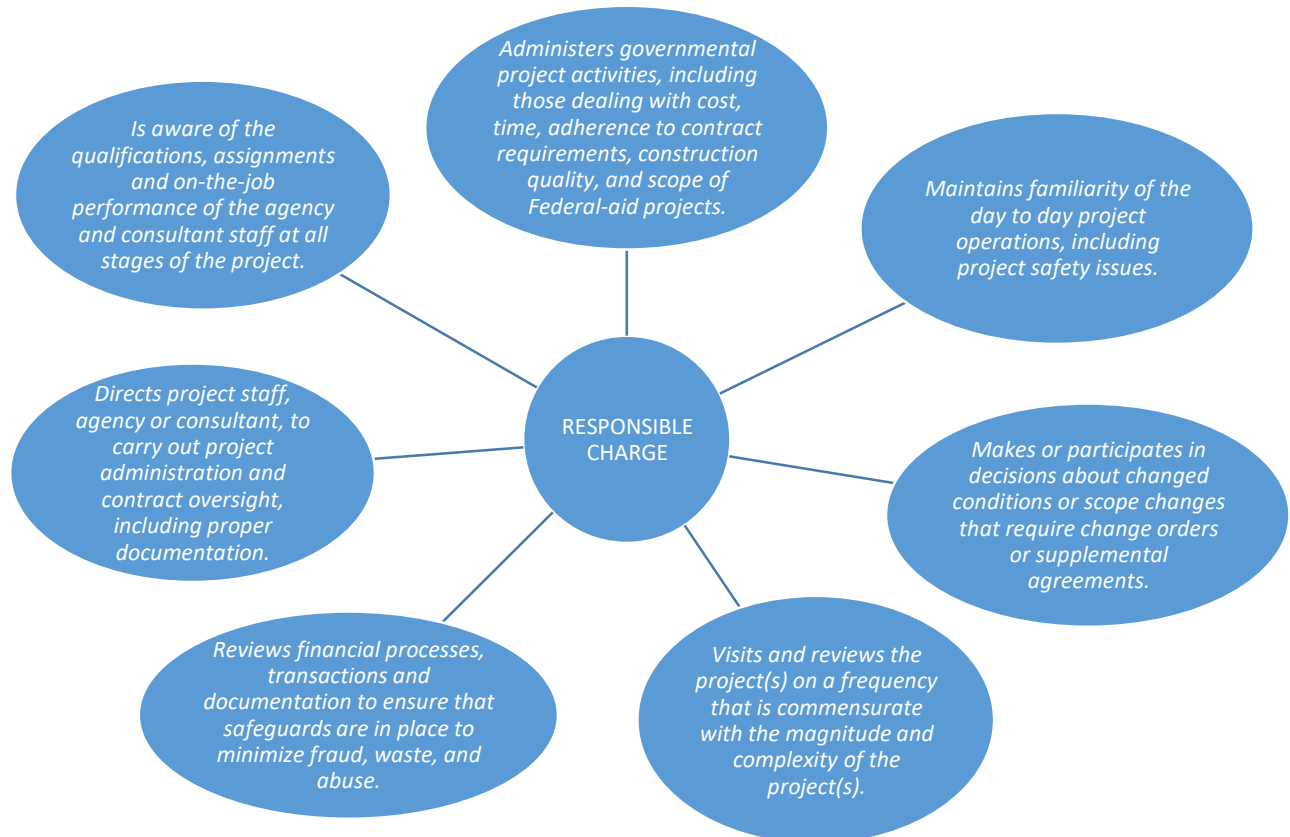 Administers governmental
project activities, including
those dealing with cost,
time, adherence to contract
requirements, construction
quality, and scope of
Federal-aid projects.
Maintains familiarity of the
day to day project
operations, including
project safety issues.
Makes or participates in
decisions about changed
conditions or scope changes
that require change orders
or supplemental
agreements.
Visits and reviews the
project(s) on a frequency
that is commensurate
with the magnitude and
complexity of the
project(s).
Reviews financial processes,
transactions and
documentation to ensure that
safeguards are in place to
minimize fraud, waste, and
abuse.
Directs project staff,
agency or consultant, to
carry out project
administration and
contract oversight,
including proper
documentation.
Is aware of the
qualifications, assignments
and on-the-job
performance of the agency
and consultant staff at all
stages of the project.
RESPONSIBLE
CHARGE